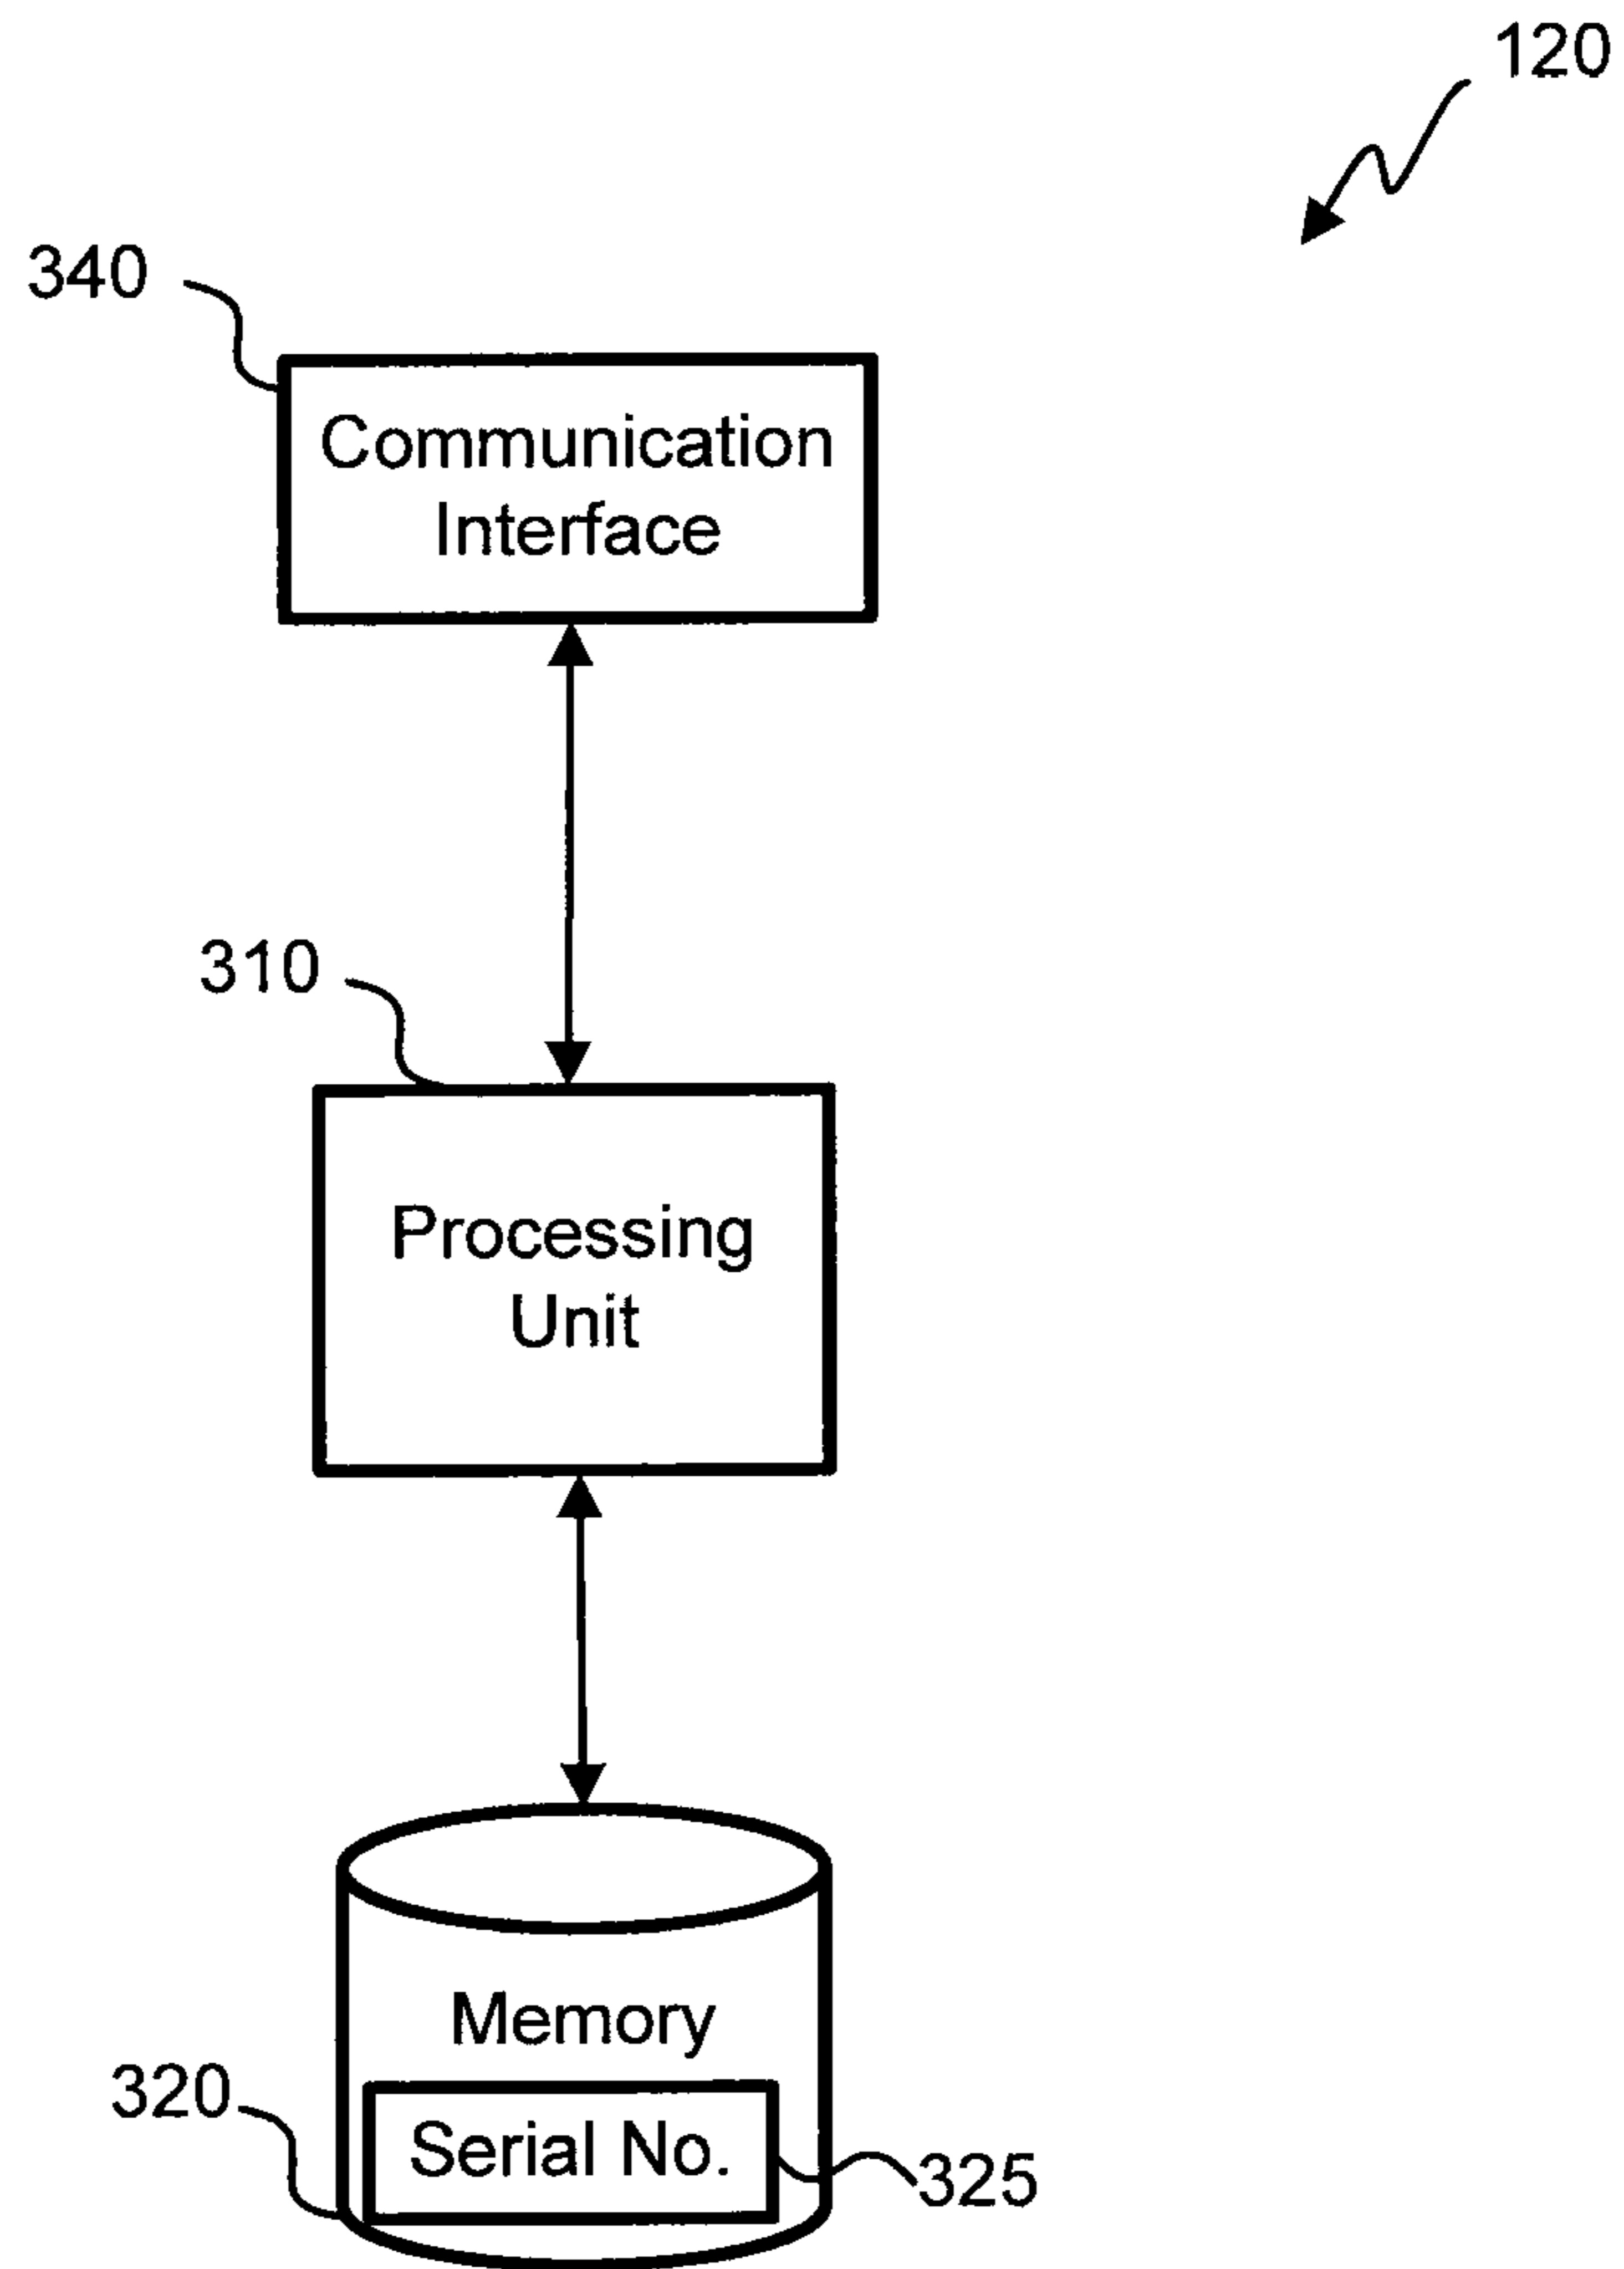 120
340
Communication
Interface
310
Processing
Unit
Memory
320
Serial No.
325